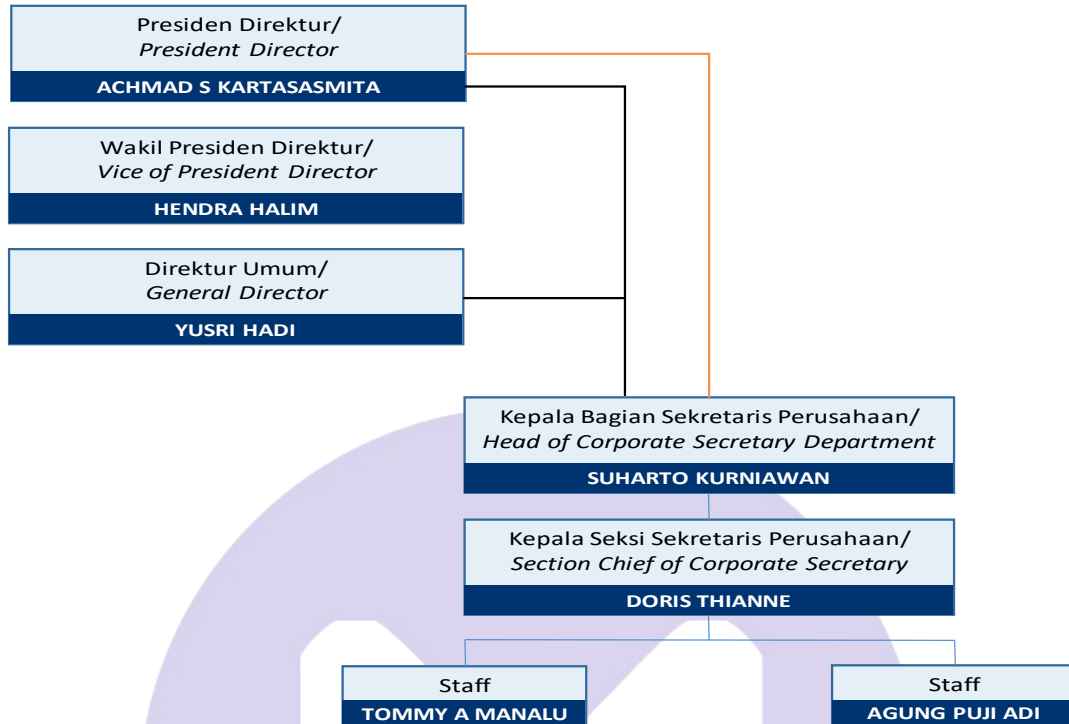 Presiden Direktur/
President Director
ACHMAD S KARTASASMITA
Wakil Presiden Direktur/
Vice of President Director
HENDRA HALIM
Direktur Umum/
General Director
YUSRI HADI
Kepala Bagian Sekretaris Perusahaan/
Head of Corporate Secretary Department
SUHARTO KURNIAWAN
Kepala Seksi Sekretaris Perusahaan/
Section Chief of Corporate Secretary
DORIS THIANNE
Staff
TOMMY A MANALU
Staff
AGUNG PUJI ADI